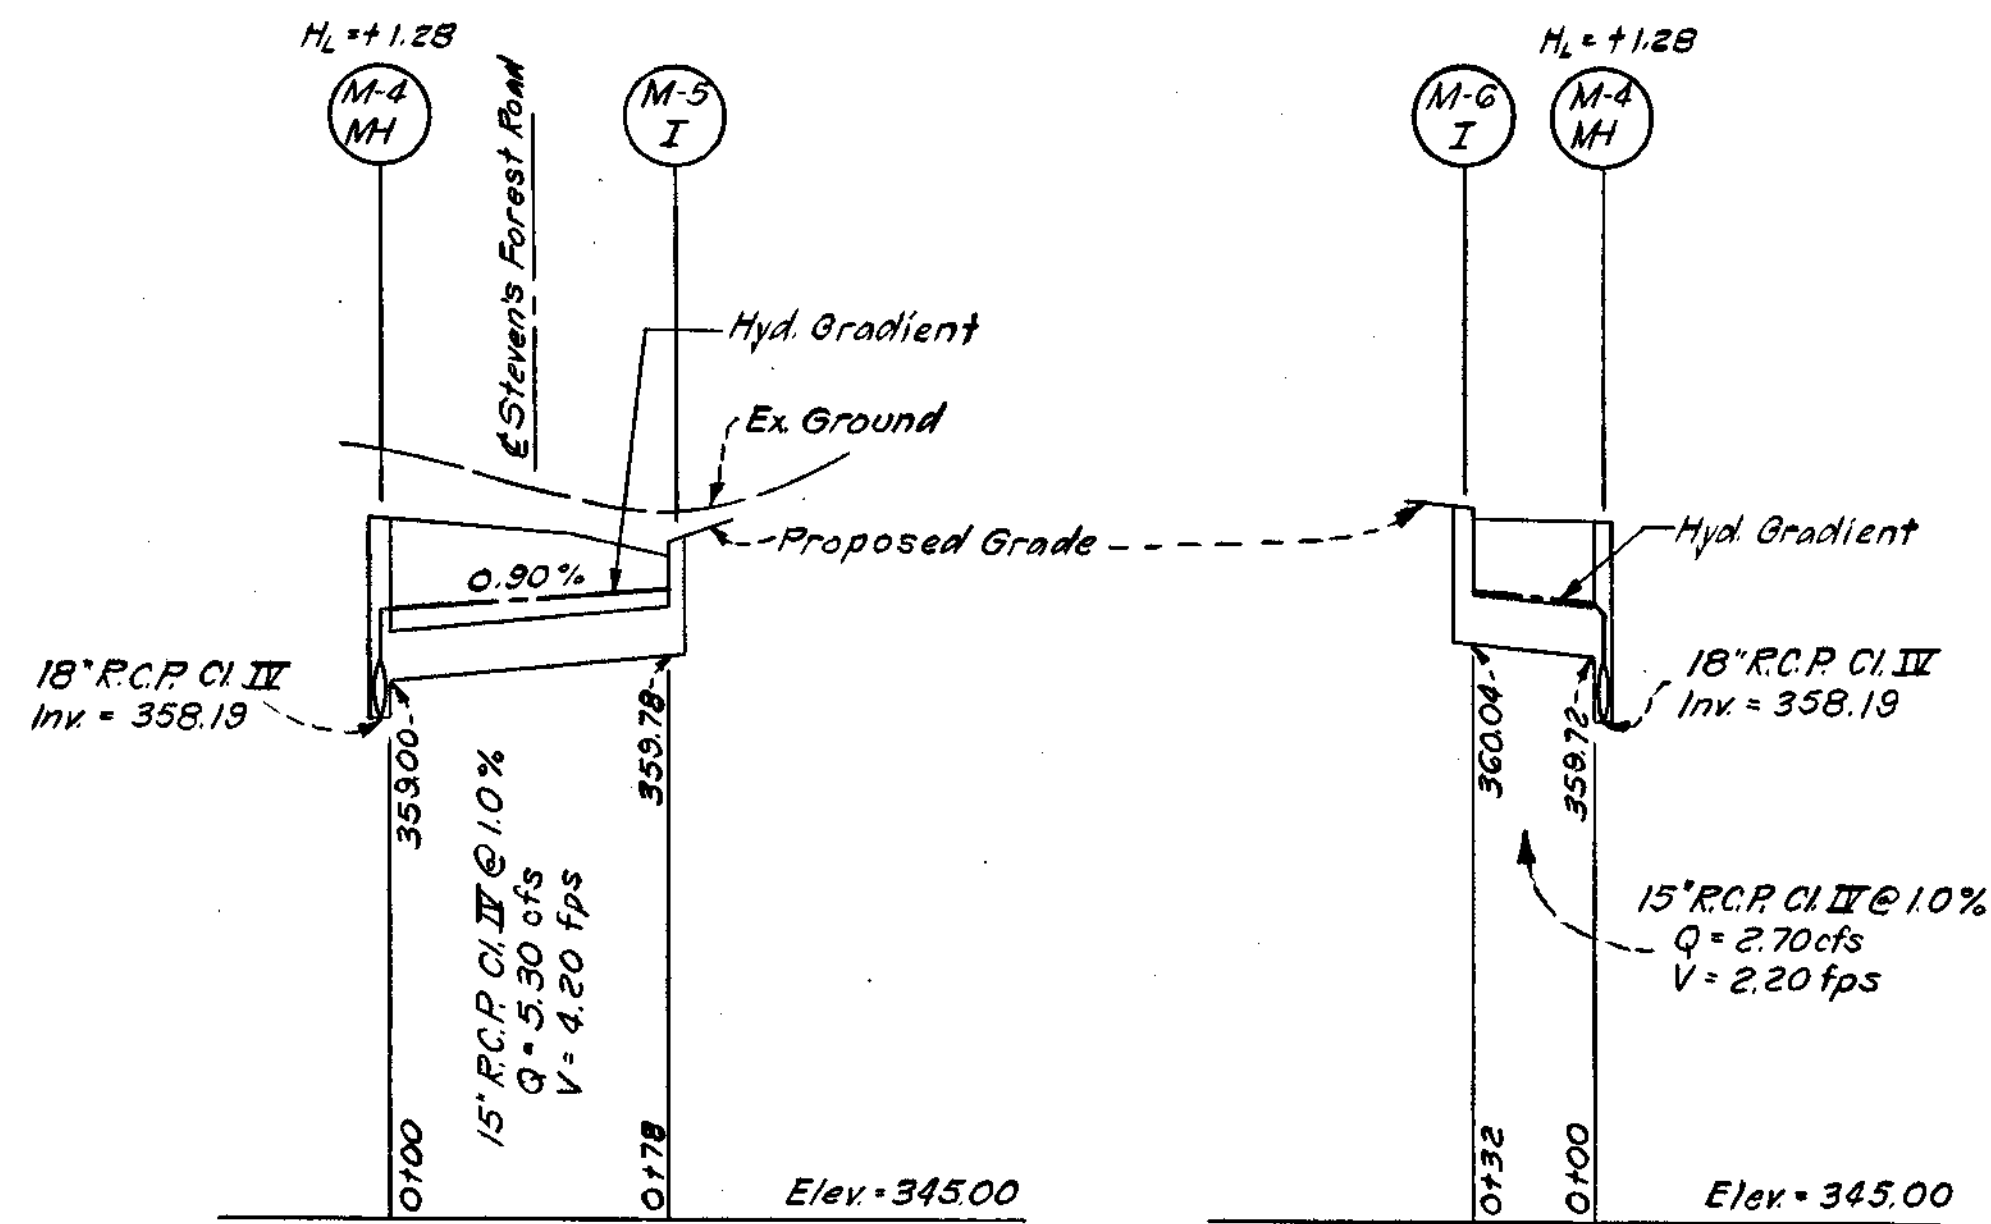 H_L = +1.28
M-4
MH
M-5
I
℄ Steven's Forest Road
Hyd. Gradient
Ex. Ground
Proposed Grade
0.90%
18" R.C.P. Cl. IV
Inv. = 358.19
359.00
359.78
15" R.C.P. Cl. IV @ 1.0%
Q = 5.30 cfs
V = 4.20 fps
0+00
0+78
Elev. = 345.00
H_L = +1.28
M-6
I
M-4
MH
Hyd. Gradient
18" R.C.P. Cl. IV
Inv. = 358.19
360.04
359.72
15" R.C.P. Cl. IV @ 1.0%
Q = 2.70 cfs
V = 2.20 fps
0+32
0+00
Elev. = 345.00